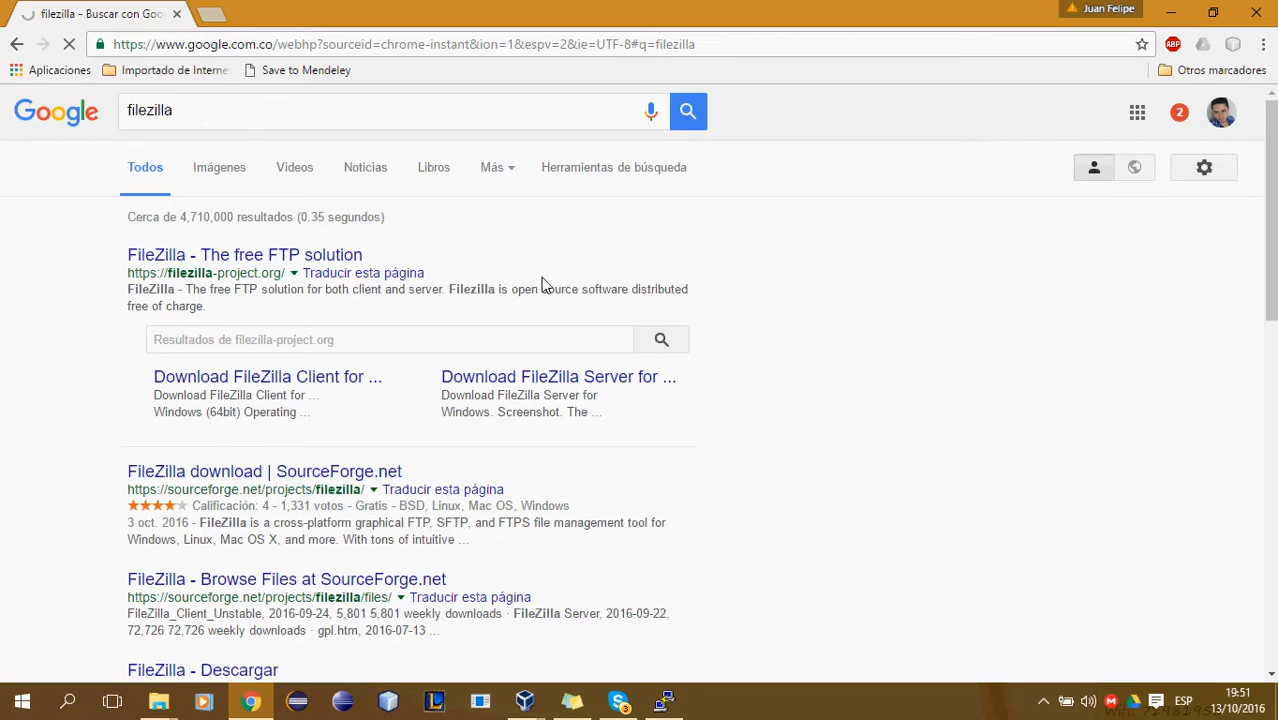 filezilla - Buscar con Goo
Juan Felipe
https://www.google.com.co/webhp?sourceid=chrome-instant&ion=1&espv=2&ie=UTF-8#q=filezilla
ABP
Aplicaciones
Importado de Interne
Save to Mendeley
Otros marcadores
Google
filezilla
2
Todos
Imágenes
Videos
Noticias
Libros
Más
Herramientas de búsqueda
Cerca de 4,710,000 resultados (0.35 segundos)
FileZilla - The free FTP solution
https://filezilla-project.org/ Traducir esta página
FileZilla - The free FTP solution for both client and server. Filezilla is open source software distributed
free of charge.
Resultados de filezilla-project.org
Download FileZilla Client for ...
Download FileZilla Client for ...
Windows (64bit) Operating ...
Download FileZilla Server for ...
Download FileZilla Server for
Windows. Screenshot. The ...
FileZilla download | SourceForge.net
https://sourceforge.net/projects/filezilla/ Traducir esta página
Calificación: 4 - 1,331 votos - Gratis - BSD, Linux, Mac OS, Windows
3 oct. 2016 - FileZilla is a cross-platform graphical FTP, SFTP, and FTPS file management tool for
Windows, Linux, Mac OS X, and more. With tons of intuitive ...
FileZilla - Browse Files at SourceForge.net
https://sourceforge.net/projects/filezilla/files/ Traducir esta página
FileZilla_Client_Unstable, 2016-09-24, 5,801 5,801 weekly downloads · FileZilla Server, 2016-09-22,
72,726 72,726 weekly downloads · gpl.htm, 2016-07-13 ...
FileZilla - Descargar
L
3
ESP
19:51
13/10/2016